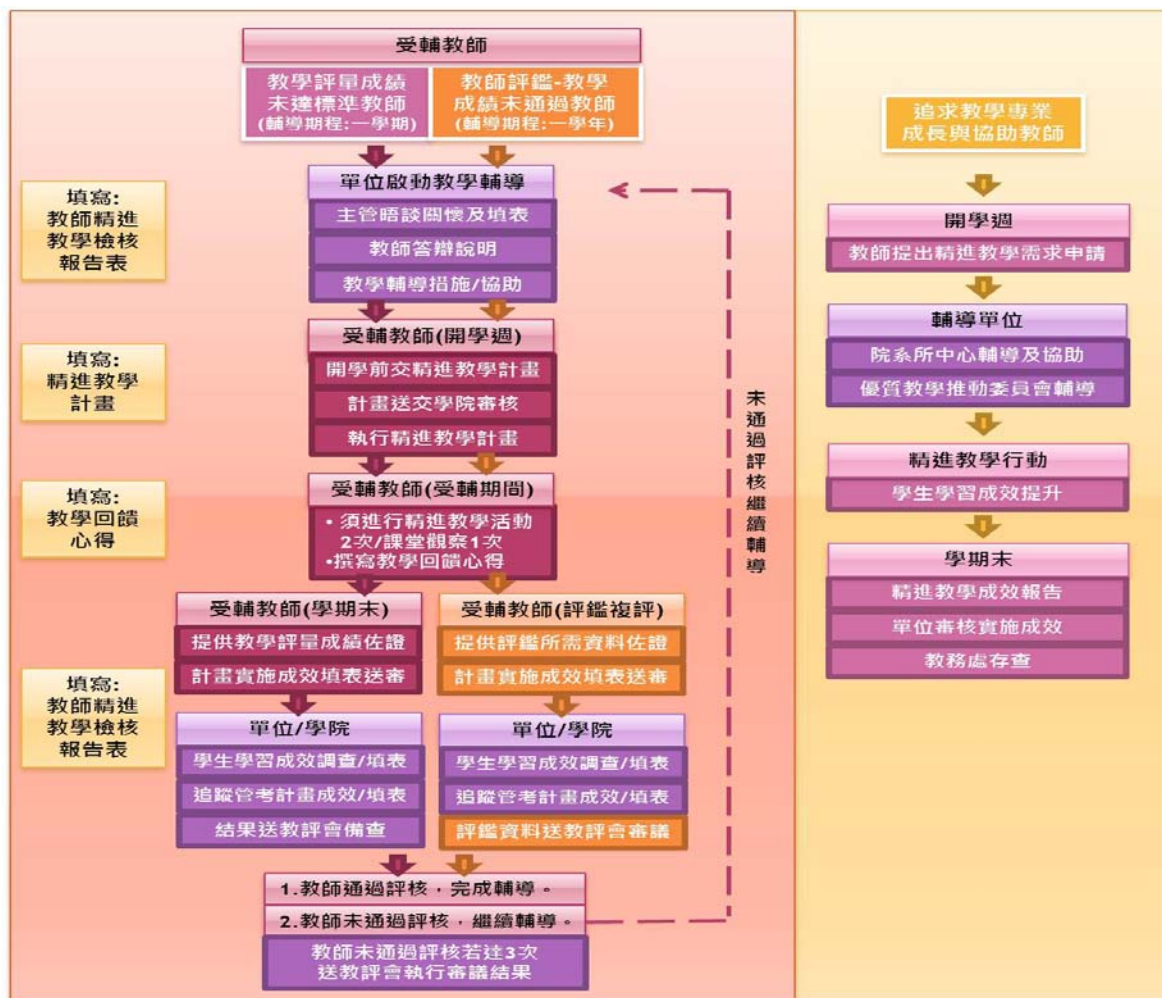 受輔教師
教學評量成績
未達標準教師
(輔導期程:一學期)
教師評鑑-教學
成績未通過教師
(輔導期程:一學年)
填寫:
教師精進
教學檢核
報告表
單位啟動教學輔導
主管晤談關懷及填表
教師答辯說明
教學輔導措施/協助
填寫:
精進教學
計畫
受輔教師(開學週)
開學前交精進教學計畫
計畫送交學院審核
執行精進教學計畫
填寫:
教學回饋
心得
受輔教師(受輔期間)
• 須進行精進教學活動
2次/課堂觀察1次
•撰寫教學回饋心得
填寫:
教師精進
教學檢核
報告表
受輔教師(學期末)
提供教學評量成績佐證
計畫實施成效填表送審
受輔教師(評鑑複評)
提供評鑑所需資料佐證
計畫實施成效填表送審
單位/學院
學生學習成效調查/填表
追蹤管考計畫成效/填表
結果送教評會備查
單位/學院
學生學習成效調查/填表
追蹤管考計畫成效/填表
評鑑資料送教評會審議
1.教師通過評核，完成輔導。
2.教師未通過評核，繼續輔導。
教師未通過評核若達3次
送教評會執行審議結果
未通過評核繼續輔導
追求教學專業
成長與協助教師
開學週
教師提出精進教學需求申請
輔導單位
院系所中心輔導及協助
優質教學推動委員會輔導
精進教學行動
學生學習成效提升
學期末
精進教學成效報告
單位審核實施成效
教務處存查